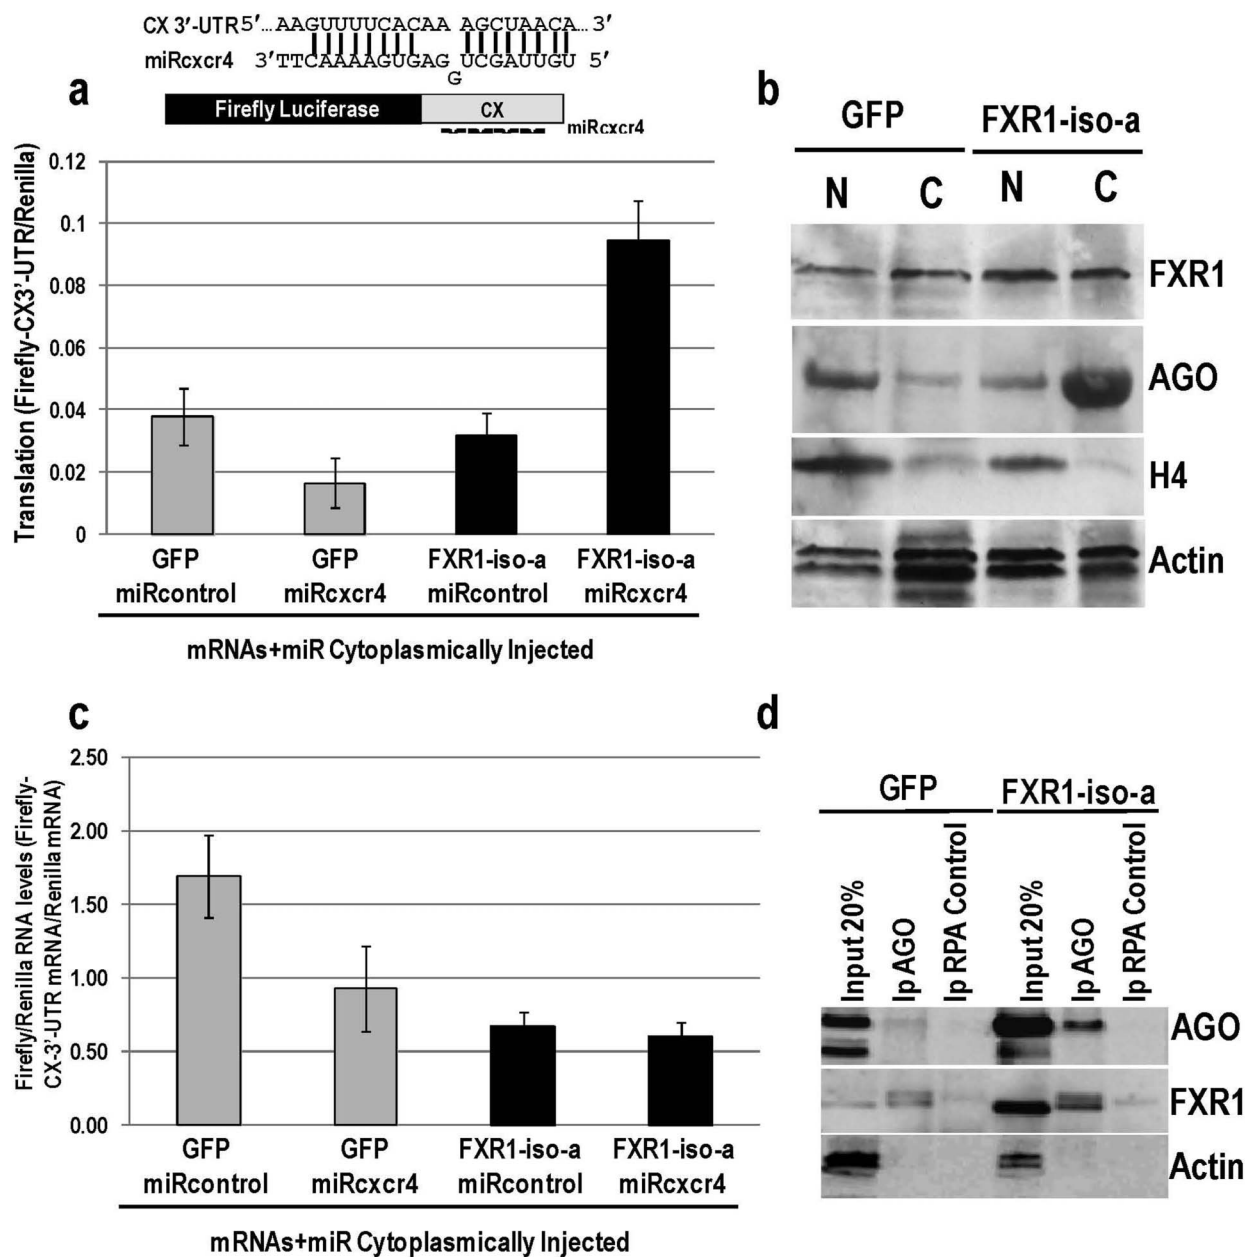 CX 3'-UTR 5'... AAGUUUUCACAA AGCUAACA... 3'
miRcxcr4 3'TTCAAAAGUGAG UCGAUUGU 5'
G
a
Firefly Luciferase CX
miRcxcr4
Translation (Firefly-CX3'-UTR/Renilla)
0.12
0.1
0.08
0.06
0.04
0.02
0
GFP GFP FXR1-iso-a FXR1-iso-a
miRcontrol miRcxcr4 miRcontrol miRcxcr4
mRNAs+miR Cytoplasmically Injected
b
GFP FXR1-iso-a
N C N C
FXR1
AGO
H4
Actin
c
Firefly/Renilla RNA levels (Firefly-
CX-3'-UTR mRNA/Renilla mRNA)
2.50
2.00
1.50
1.00
0.50
0.00
GFP GFP FXR1-iso-a FXR1-iso-a
miRcontrol miRcxcr4 miRcontrol miRcxcr4
mRNAs+miR Cytoplasmically Injected
d
GFP FXR1-iso-a
Input 20%
Ip AGO
Ip RPA Control
Input 20%
Ip AGO
Ip RPA Control
AGO
FXR1
Actin